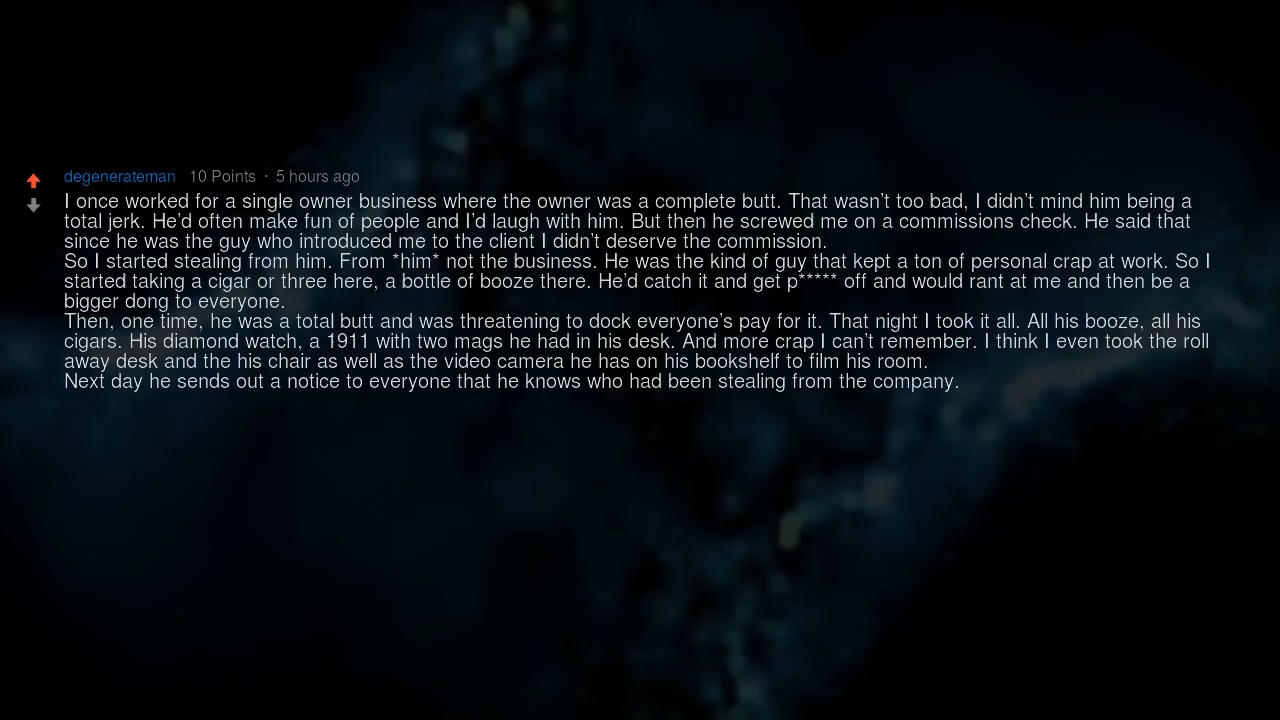 degenerateman 10 Points · 5 hours ago
I once worked for a single owner business where the owner was a complete butt. That wasn't too bad, I didn't mind him being a
total jerk. He'd often make fun of people and I'd laugh with him. But then he screwed me on a commissions check. He said that
since he was the guy who introduced me to the client I didn't deserve the commission.
So I started stealing from him. From *him* not the business. He was the kind of guy that kept a ton of personal crap at work. So I
started taking a cigar or three here, a bottle of booze there. He'd catch it and get p***** off and would rant at me and then be a
bigger dong to everyone.
Then, one time, he was a total butt and was threatening to dock everyone's pay for it. That night I took it all. All his booze, all his
cigars. His diamond watch, a 1911 with two mags he had in his desk. And more crap I can't remember. I think I even took the roll
away desk and the his chair as well as the video camera he has on his bookshelf to film his room.
Next day he sends out a notice to everyone that he knows who had been stealing from the company.